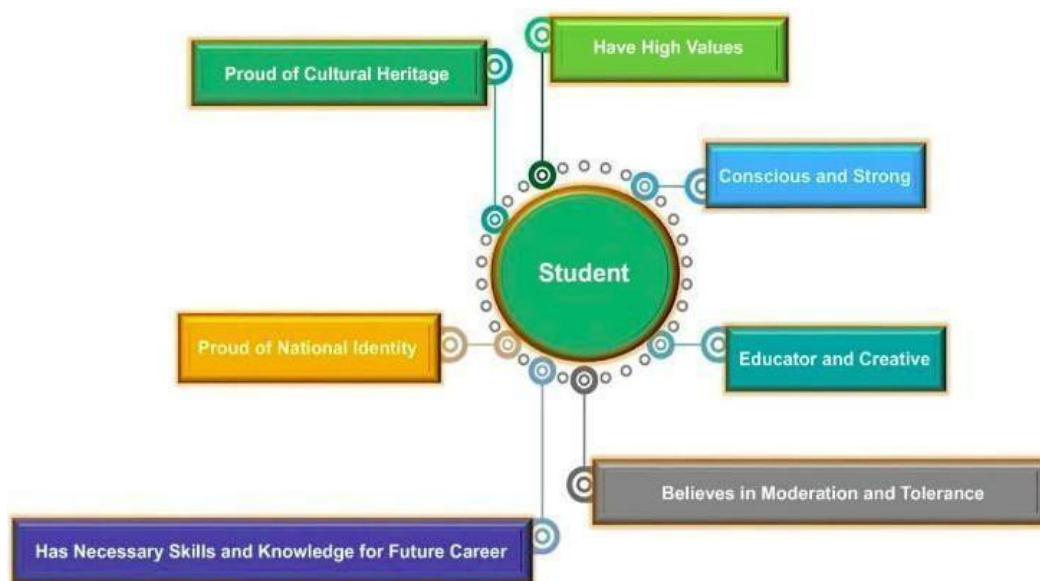 Have High Values
Proud of Cultural Heritage
Conscious and Strong
Student
Proud of National Identity
Educator and Creative
Believes in Moderation and Tolerance
Has Necessary Skills and Knowledge for Future Career